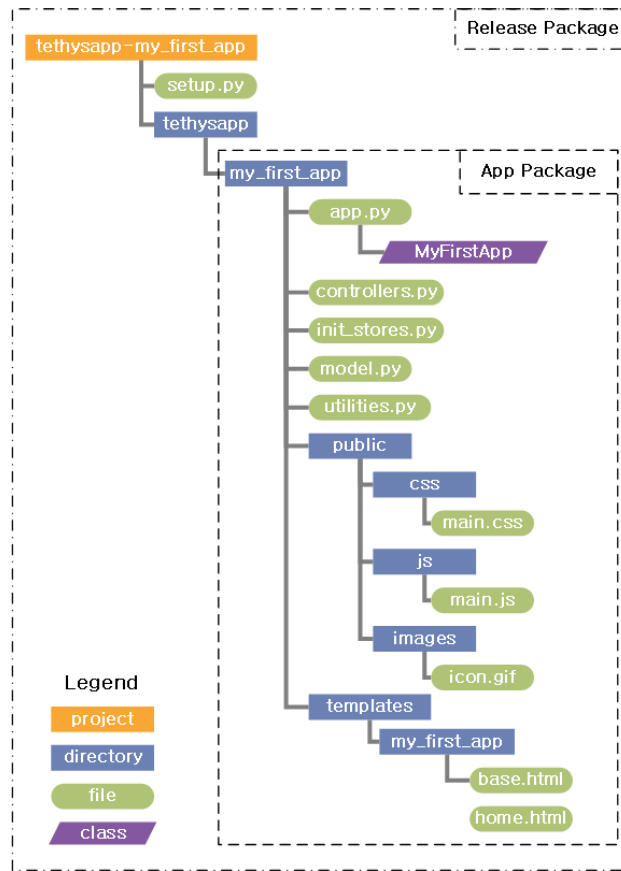 Release Package
tethysapp-my_first_app
setup.py
tethysapp
App Package
my_first_app
app.py
MyFirstApp
controllers.py
init_stores.py
model.py
utilities.py
public
css
main.css
js
main.js
images
icon.gif
templates
my_first_app
base.html
home.html
Legend
project
directory
file
class